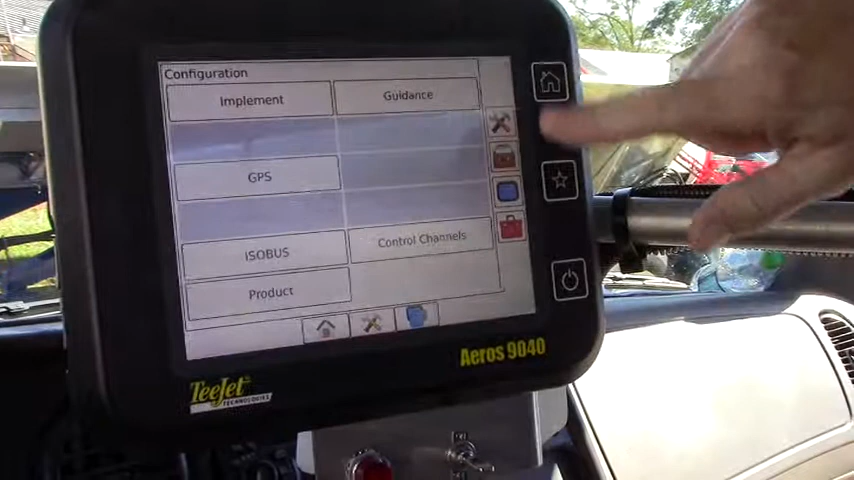 Configuration
Implement
Guidance
GPS
ISOBUS
Control Channels
Product
TeeJet
TECHNOLOGIES
Aeros 9040